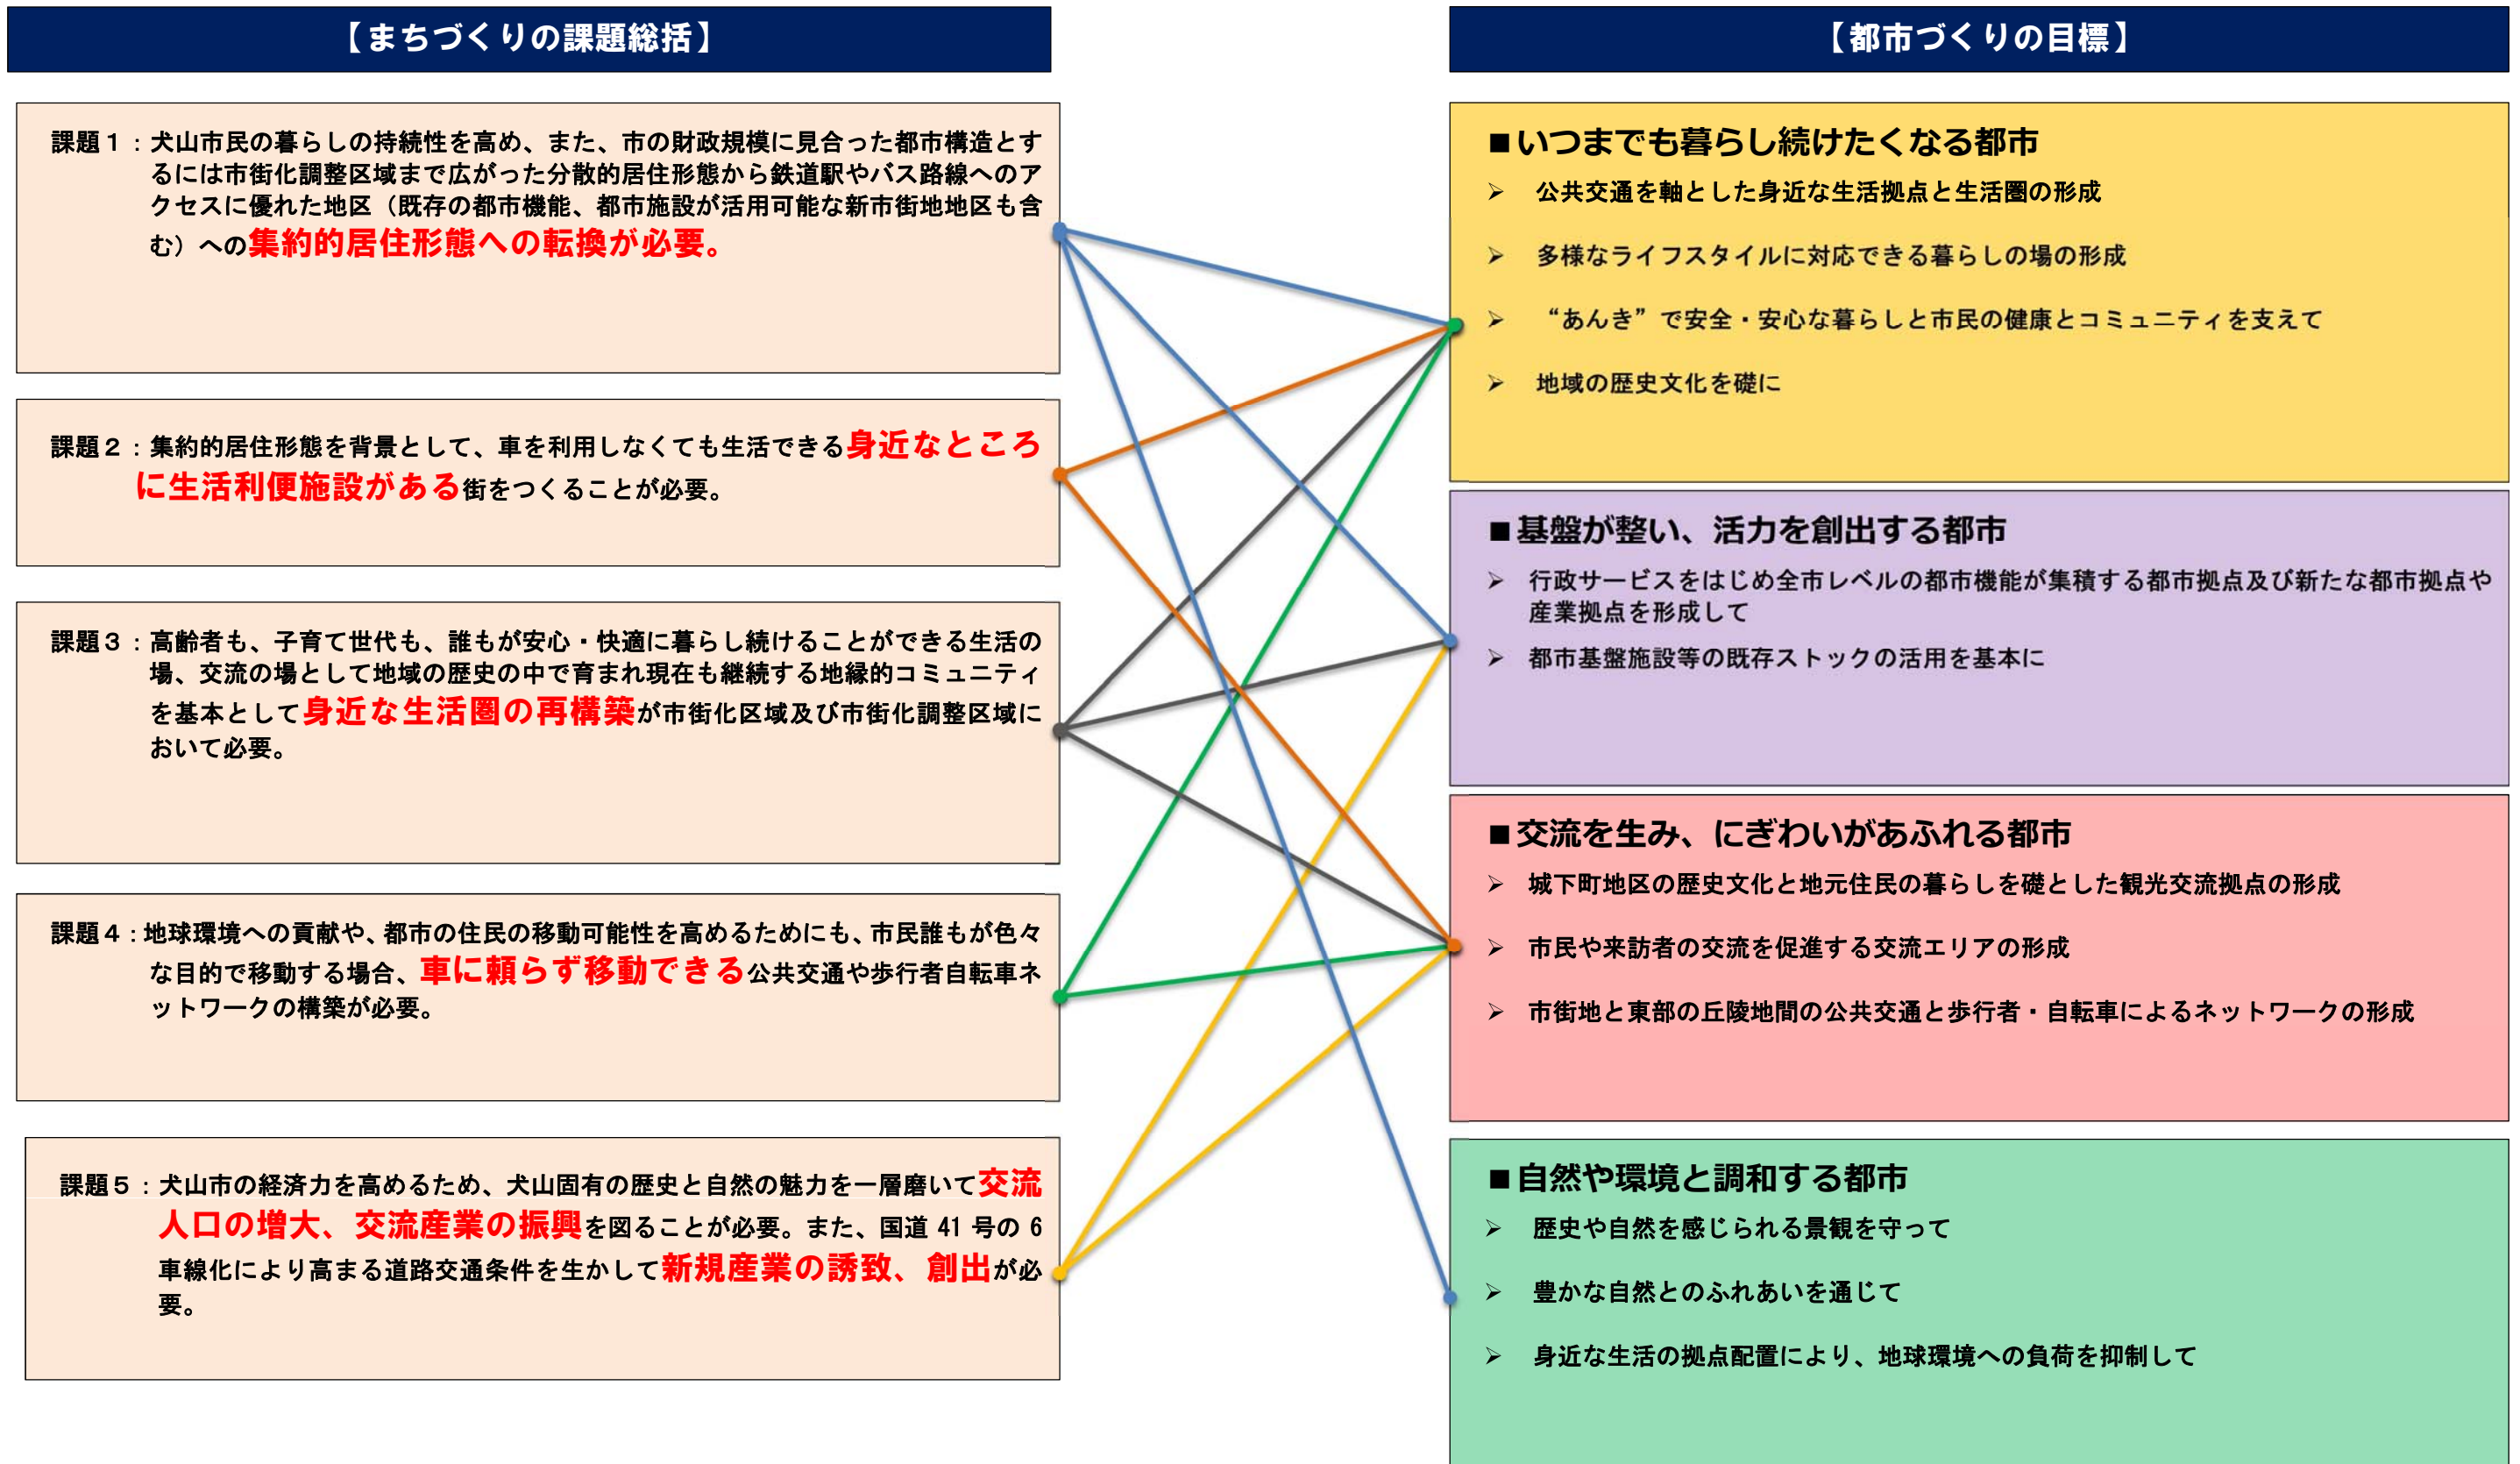 【まちづくりの課題総括】
課題１：犬山市民の暮らしの持続性を高め、また、市の財政規模に見合った都市構造とす
るには市街化調整区域まで広がった分散的居住形態から鉄道駅やバス路線へのア
クセスに優れた地区（既存の都市機能、都市施設が活用可能な新市街地地区も含
む）への集約的居住形態への転換が必要。
課題２：集約的居住形態を背景として、車を利用しなくても生活できる身近なところ
に生活利便施設がある街をつくることが必要。
課題３：高齢者も、子育て世代も、誰もが安心・快適に暮らし続けることができる生活の
場、交流の場として地域の歴史の中で育まれ現在も継続する地縁的コミュニティ
を基本として身近な生活圏の再構築が市街化区域及び市街化調整区域に
おいて必要。
課題４：地球環境への貢献や、都市の住民の移動可能性を高めるためにも、市民誰もが色々
な目的で移動する場合、車に頼らず移動できる公共交通や歩行者自転車ネ
ットワークの構築が必要。
課題５：犬山市の経済力を高めるため、犬山固有の歴史と自然の魅力を一層磨いて交流
人口の増大、交流産業の振興を図ることが必要。また、国道 41 号の 6
車線化により高まる道路交通条件を生かして新規産業の誘致、創出が必
要。
【都市づくりの目標】
■いつまでも暮らし続けたくなる都市
➢ 公共交通を軸とした身近な生活拠点と生活圏の形成
➢ 多様なライフスタイルに対応できる暮らしの場の形成
➢ “あんき”で安全・安心な暮らしと市民の健康とコミュニティを支えて
➢ 地域の歴史文化を礎に
■基盤が整い、活力を創出する都市
➢ 行政サービスをはじめ全市レベルの都市機能が集積する都市拠点及び新たな都市拠点や
産業拠点を形成して
➢ 都市基盤施設等の既存ストックの活用を基本に
■交流を生み、にぎわいがあふれる都市
➢ 城下町地区の歴史文化と地元住民の暮らしを礎とした観光交流拠点の形成
➢ 市民や来訪者の交流を促進する交流エリアの形成
➢ 市街地と東部の丘陵地間の公共交通と歩行者・自転車によるネットワークの形成
■自然や環境と調和する都市
➢ 歴史や自然を感じられる景観を守って
➢ 豊かな自然とのふれあいを通じて
➢ 身近な生活の拠点配置により、地球環境への負荷を抑制して